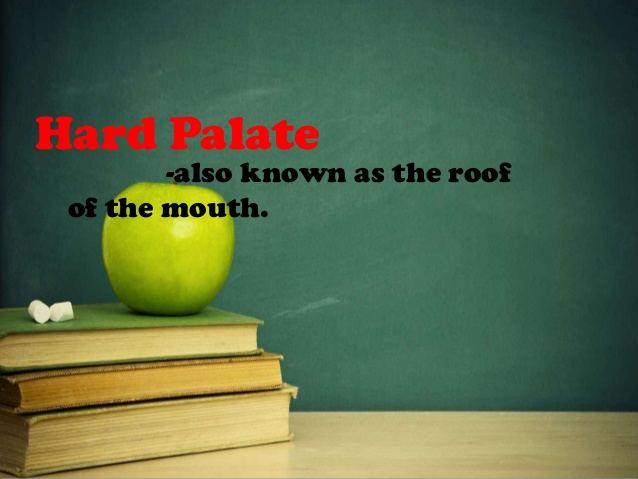 Hard Palate
-also known as the roof
of the mouth.